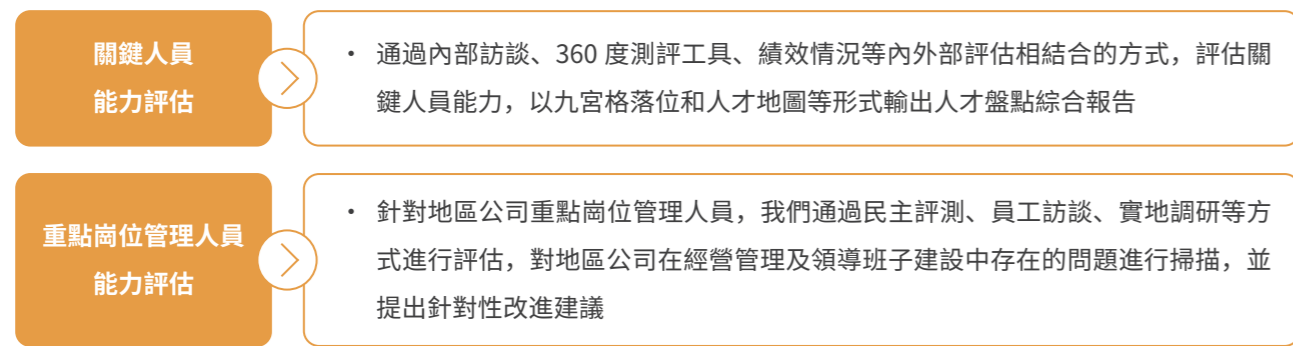 關鍵人員
能力評估
• 通過內部訪談、360 度測評工具、績效情況等內外部評估相結合的方式，評估關
鍵人員能力，以九宮格落位和人才地圖等形式輸出人才盤點綜合報告
重點崗位管理人員
能力評估
• 針對地區公司重點崗位管理人員，我們通過民主評測、員工訪談、實地調研等方
式進行評估，對地區公司在經營管理及領導班子建設中存在的問題進行掃描，並
提出針對性改進建議